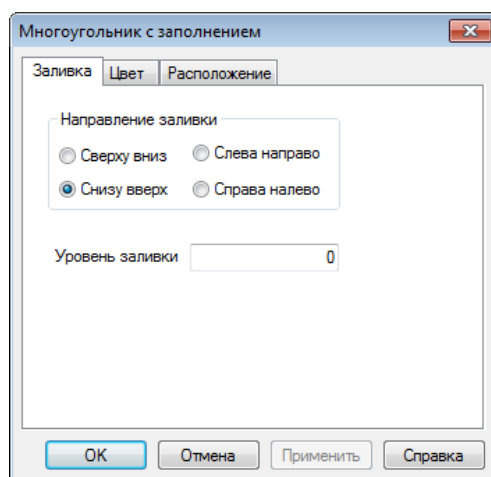 Многоугольник с заполнением
Заливка Цвет Расположение
Направление заливки
Сверху вниз Слева направо
Снизу вверх Справа налево
Уровень заливки 0
OK Отмена Применить Справка